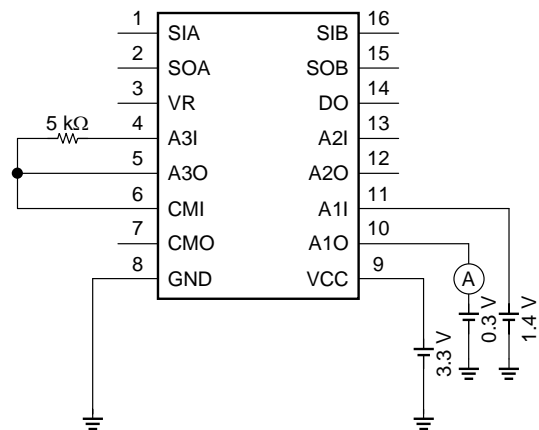 1 SIA SIB 16
2 SOA SOB 15
3 VR DO 14
5 kΩ 4 A3I A2I 13
5 A3O A2O 12
6 CMI A1I 11
7 CMO A1O 10
8 GND VCC 9
A
0.3 V
1.4 V
3.3 V